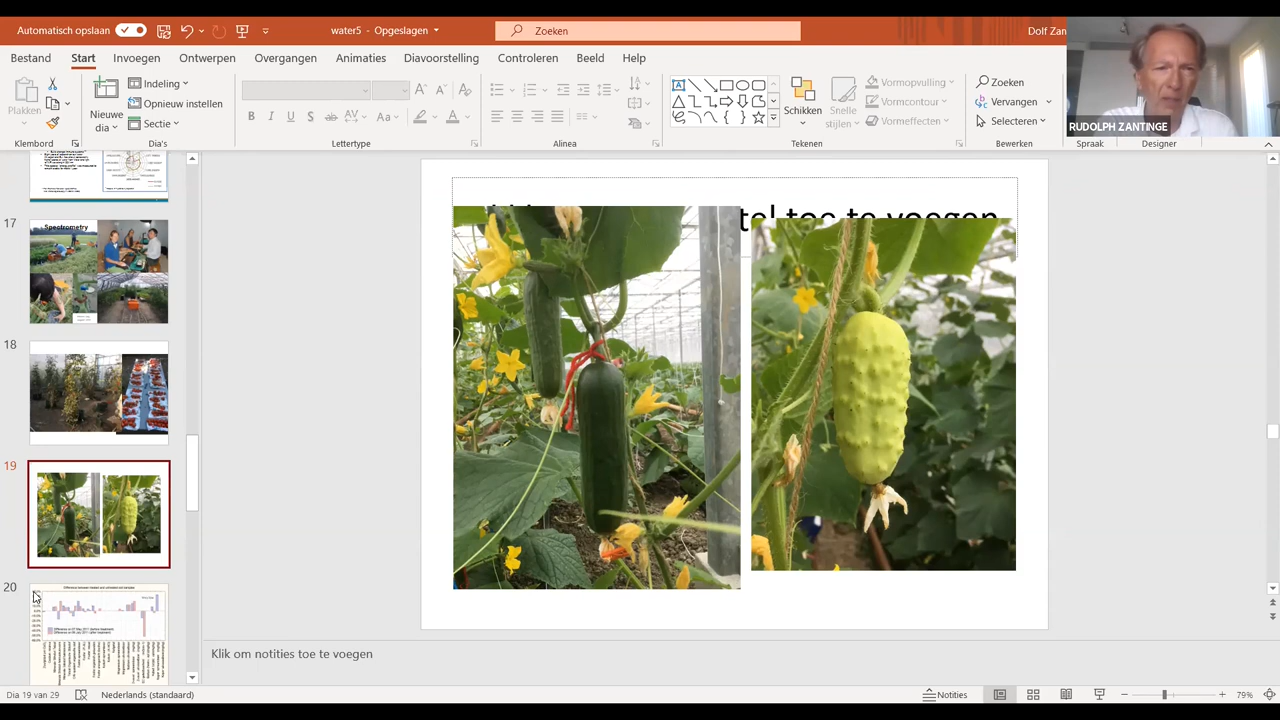 Automatisch opslaan
water5 - Opgeslagen
Zoeken
Dolf Zan
Bestand
Start
Invoegen
Ontwerpen
Overgangen
Animaties
Diavoorstelling
Controleren
Beeld
Help
Plakken
Nieuwe
dia
Indeling
Opnieuw instellen
Sectie
Schikken
Snelle
stijlen
Vormopvulling
Vormcontour
Vormeffecten
Zoeken
Vervangen
Selecteren
RUDOLPH ZANTINGE
Klembord
Dia's
Lettertype
Alinea
Tekenen
Bewerken
Spraak
Designer
17
Spectrometry
18
19
20
toe te voegen
Klik om notities toe te voegen
Dia 19 van 29
Nederlands (standaard)
Notities
79%